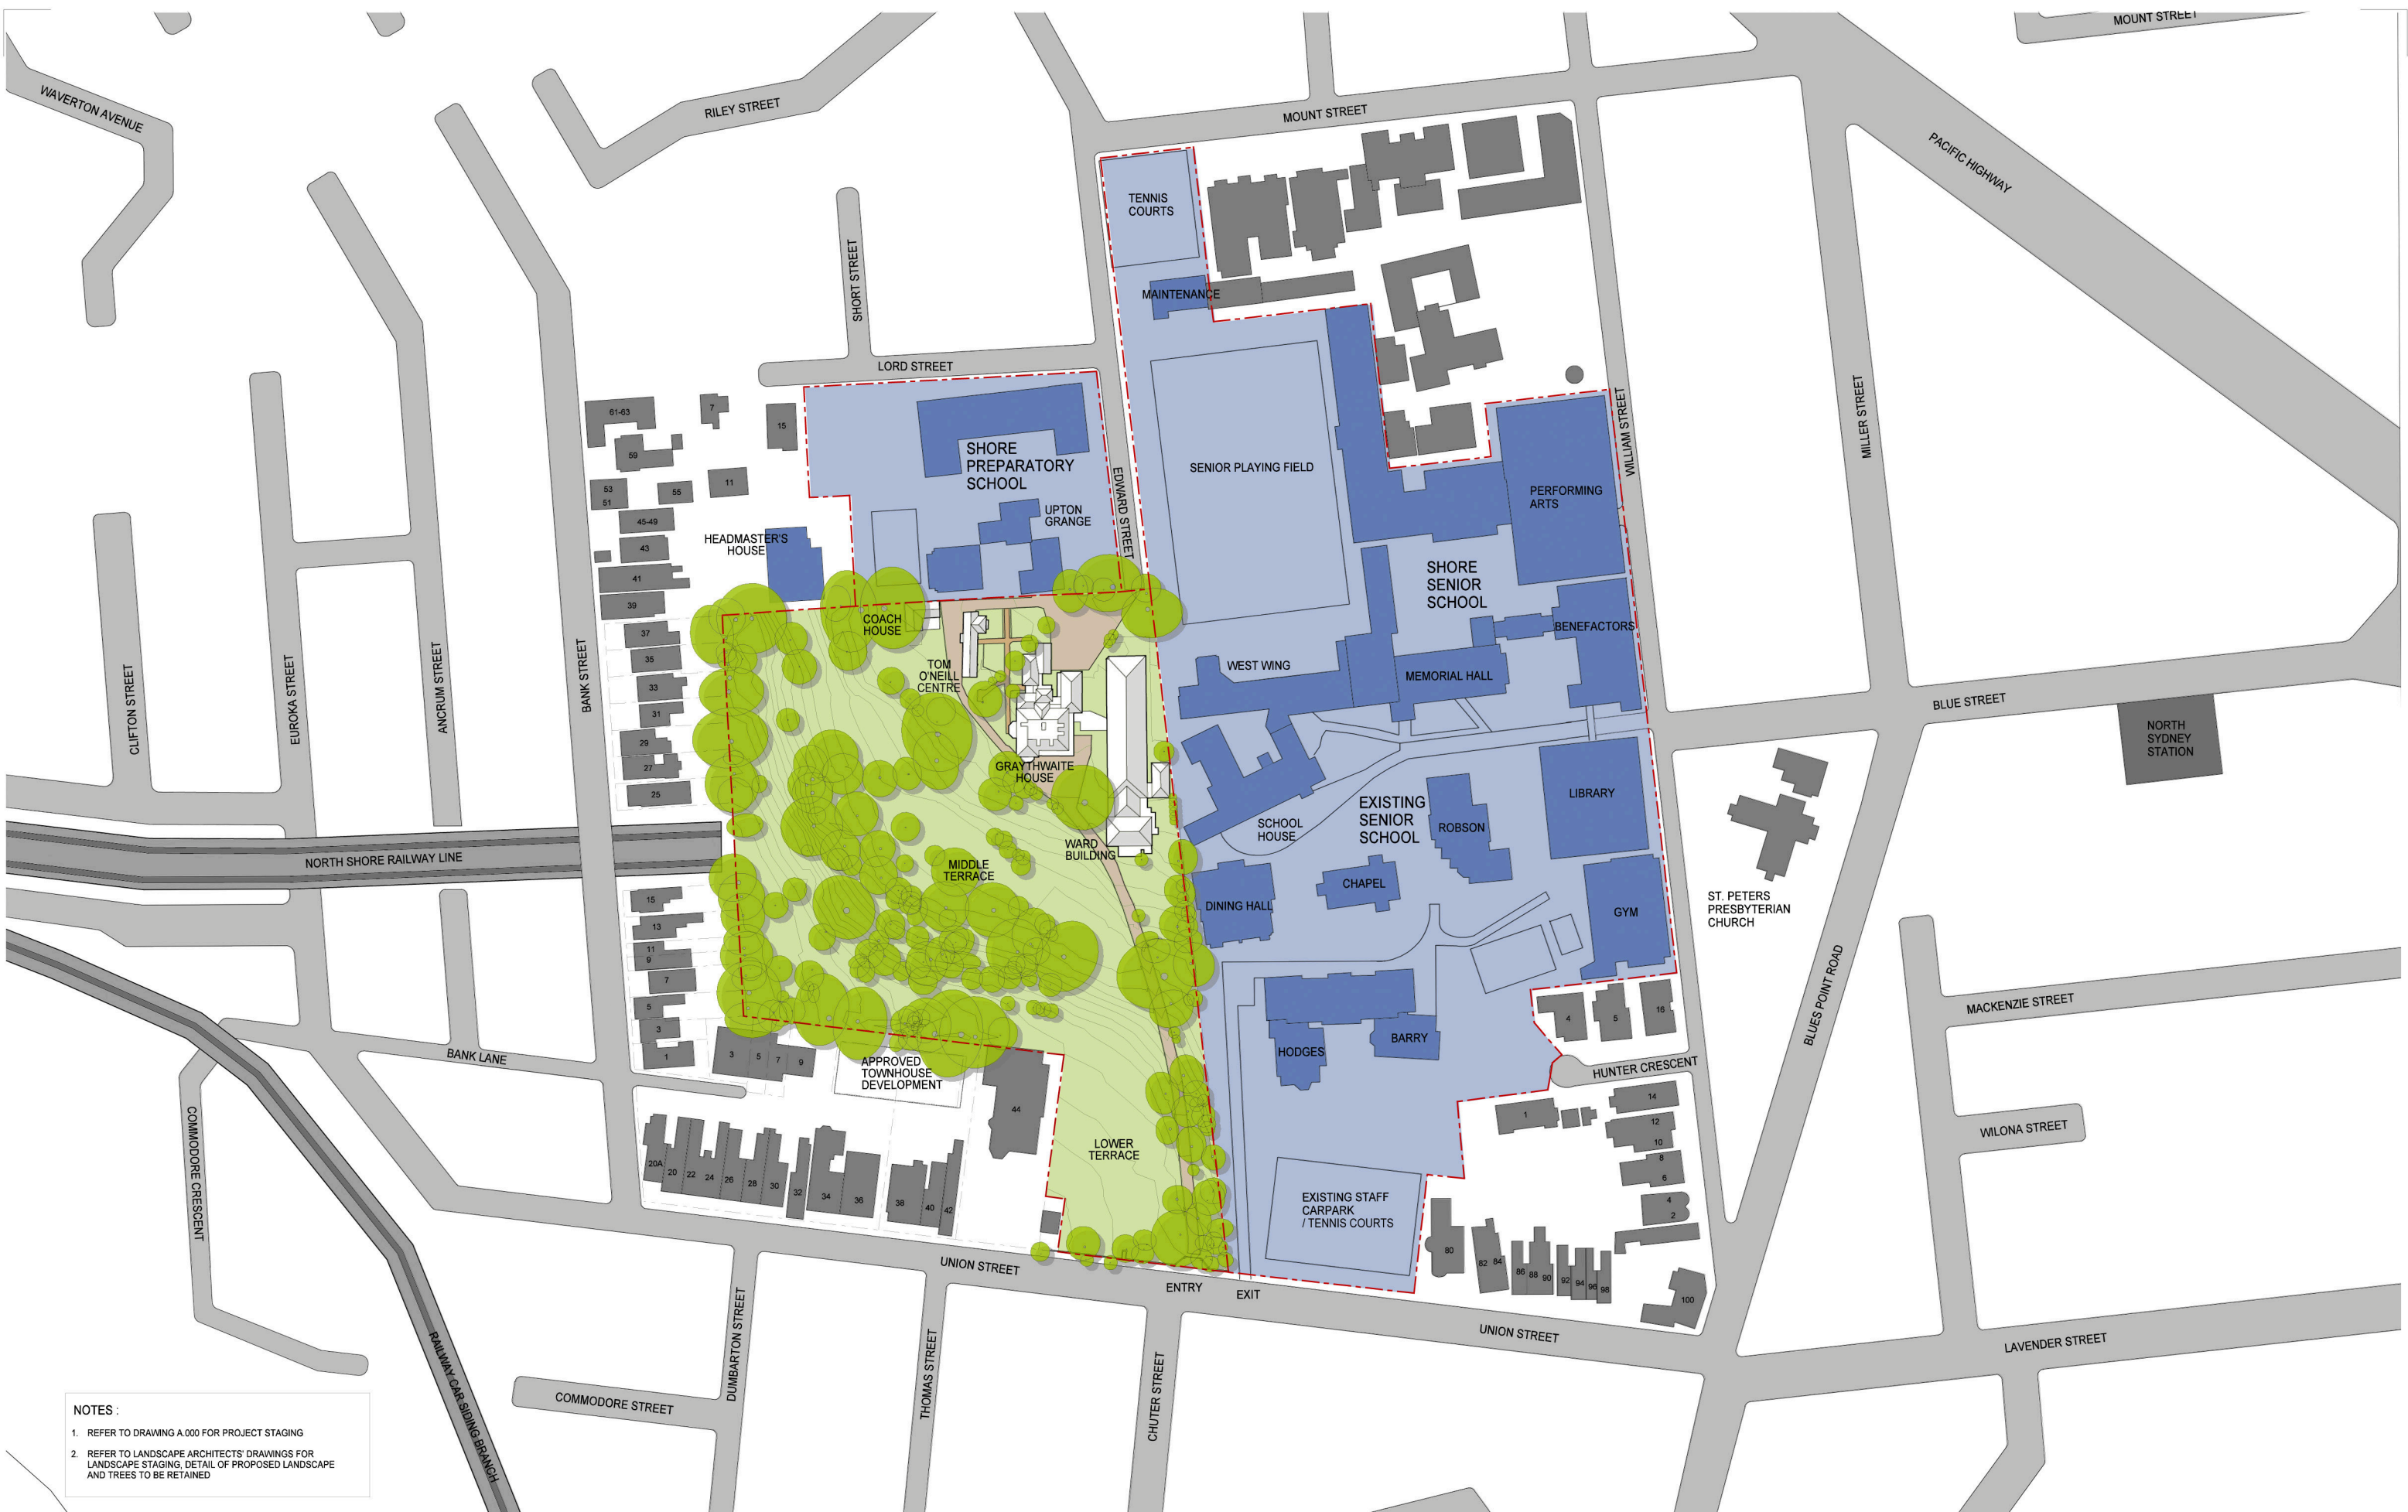 MOUNT STREET
WAVERTON AVENUE
RILEY STREET
MOUNT STREET
PACIFIC HIGHWAY
TENNIS
COURTS
SHORT STREET
MAINTENANCE
LORD STREET
WILLIAM STREET
MILLER STREET
61-63
7
15
59
SHORE
PREPARATORY
SCHOOL
SENIOR PLAYING FIELD
EDWARD STREET
PERFORMING
ARTS
53
51
55
11
45-49
UPTON
GRANGE
HEADMASTER'S
HOUSE
43
41
39
SHORE
SENIOR
SCHOOL
COACH
HOUSE
BENEFACTORS
37
35
33
31
29
27
25
TOM
O'NEILL
CENTRE
WEST WING
MEMORIAL HALL
CLIFTON STREET
EUROKA STREET
ANCRUM STREET
BANK STREET
BLUE STREET
NORTH
SYDNEY
STATION
GRAYTHWAITE
HOUSE
LIBRARY
EXISTING
SENIOR
SCHOOL
SCHOOL
HOUSE
ROBSON
WARD
BUILDING
NORTH SHORE RAILWAY LINE
MIDDLE
TERRACE
CHAPEL
DINING HALL
GYM
ST. PETERS
PRESBYTERIAN
CHURCH
15
13
11
9
7
5
3
1
BLUES POINT ROAD
MACKENZIE STREET
4
5
16
HODGES
BARRY
BANK LANE
3
5
7
9
APPROVED
TOWNHOUSE
DEVELOPMENT
44
HUNTER CRESCENT
14
12
10
8
6
4
2
1
WILONA STREET
COMMODORE CRESCENT
LOWER
TERRACE
20A
20
22
24
26
28
30
32
34
36
38
40
42
EXISTING STAFF
CARPARK
/ TENNIS COURTS
80
82
84
86
88
90
92
94
96
98
100
UNION STREET
ENTRY
EXIT
UNION STREET
LAVENDER STREET
DUMBARTON STREET
THOMAS STREET
CHUTER STREET
COMMODORE STREET
RAILWAY CAR SIDING BRANCH
NOTES :
1. REFER TO DRAWING A.000 FOR PROJECT STAGING
2. REFER TO LANDSCAPE ARCHITECTS' DRAWINGS FOR
LANDSCAPE STAGING, DETAIL OF PROPOSED LANDSCAPE
AND TREES TO BE RETAINED